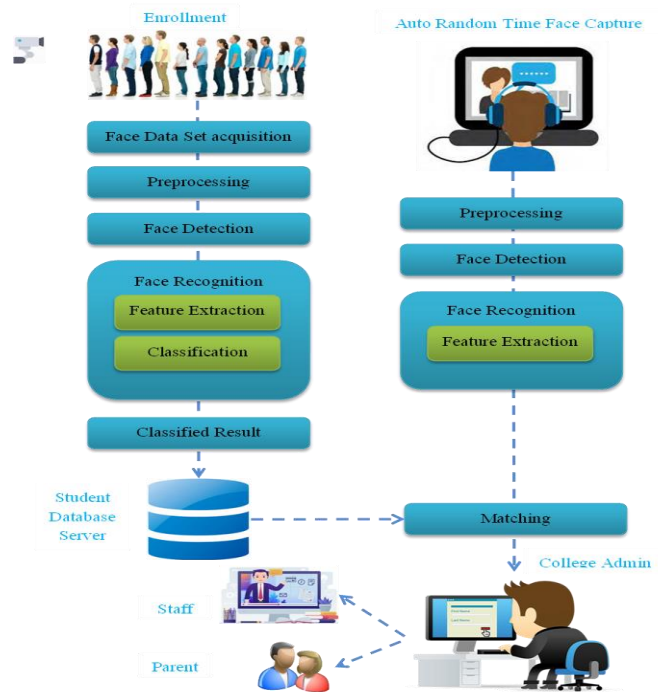 Enrollment
Face Data Set acquisition
Preprocessing
Face Detection
Face Recognition
Feature Extraction
Classification
Classified Result
Student
Database
Server
Auto Random Time Face Capture
Preprocessing
Face Detection
Face Recognition
Feature Extraction
Matching
College Admin
Staff
Parent